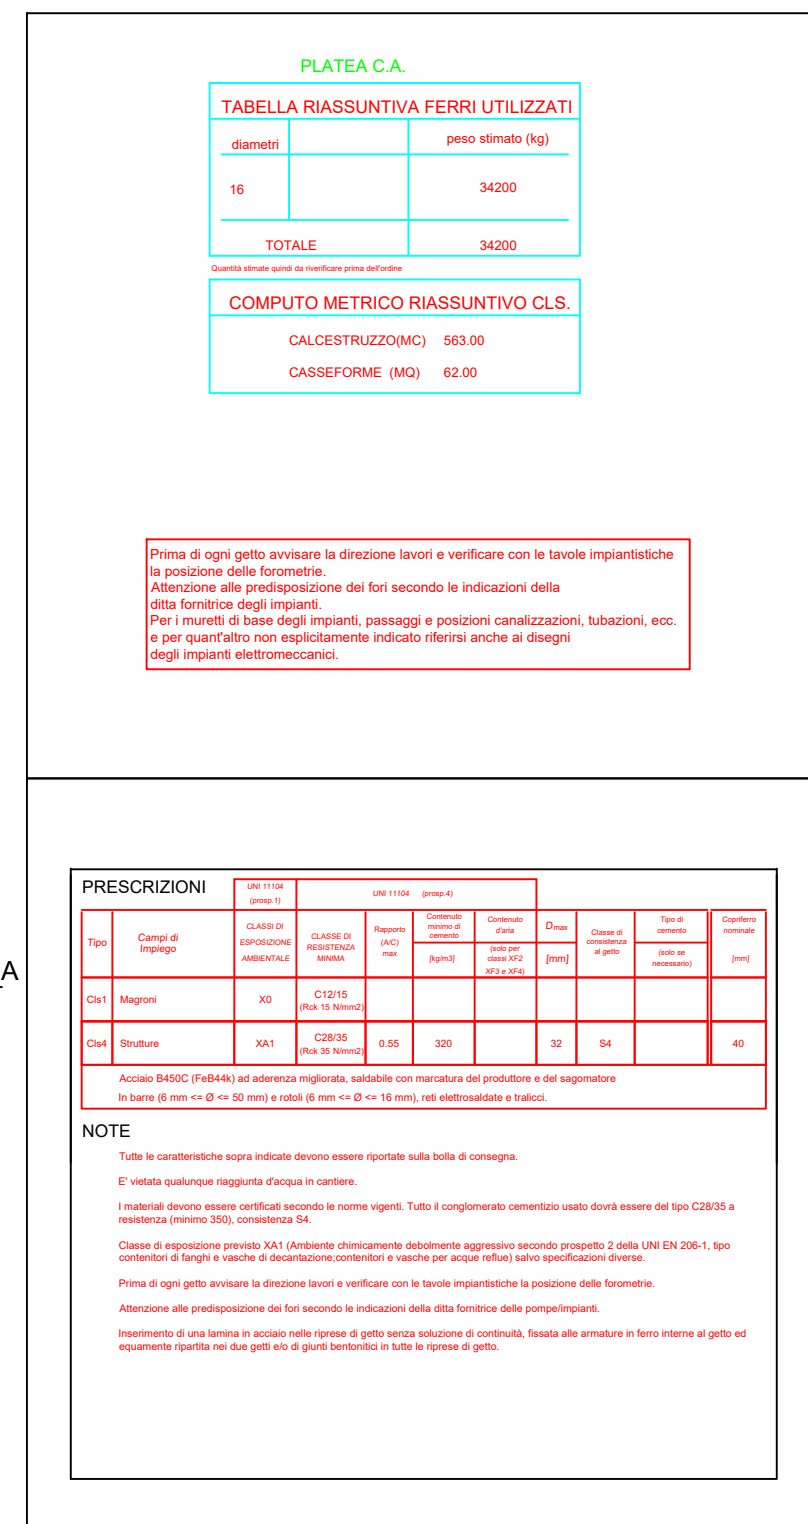 PLATEA C.A.
TABELLA RIASSUNTIVA FERRI UTILIZZATI
diametri peso stimato (kg)
16 34200
TOTALE 34200
Quantità stimate quindi da riverificare prima dell'ordine
COMPUTO METRICO RIASSUNTIVO CLS.
CALCESTRUZZO(MC) 563.00
CASSEFORME (MQ) 62.00
Prima di ogni getto avvisare la direzione lavori e verificare con le tavole impiantistiche
la posizione delle forometrie.
Attenzione alle predisposizione dei fori secondo le indicazioni della
ditta fornitrice degli impianti.
Per i muretti di base degli impianti, passaggi e posizioni canalizzazioni, tubazioni, ecc.
e per quant'altro non esplicitamente indicato riferirsi anche ai disegni
degli impianti elettromeccanici.
A
PRESCRIZIONI
UNI 11104
(prosp.1)
UNI 11104 (prosp.4)
Tipo
Campi di
Impiego
CLASSI DI
ESPOSIZIONE
AMBIENTALE
CLASSE DI
RESISTENZA
MINIMA
Rapporto
(A/C)
max
Contenuto
minimo di
cemento
[kg/m3]
Contenuto
d'aria
(solo per
classi XF2
XF3 e XF4)
Dmax
[mm]
Classe di
consistenza
al getto
Tipo di
cemento
(solo se
necessario)
Copriferro
nominale
[mm]
Cls1 Magroni X0 C12/15
(Rck 15 N/mm2)
Cls4 Strutture XA1 C28/35
(Rck 35 N/mm2)
0.55 320 32 S4 40
Acciaio B450C (FeB44k) ad aderenza migliorata, saldabile con marcatura del produttore e del sagomatore
In barre (6 mm <= Ø <= 50 mm) e rotoli (6 mm <= Ø <= 16 mm), reti elettrosaldate e tralicci.
NOTE
Tutte le caratteristiche sopra indicate devono essere riportate sulla bolla di consegna.
E' vietata qualunque riaggiunta d'acqua in cantiere.
I materiali devono essere certificati secondo le norme vigenti. Tutto il conglomerato cementizio usato dovrà essere del tipo C28/35 a
resistenza (minimo 350), consistenza S4.
Classe di esposizione previsto XA1 (Ambiente chimicamente debolmente aggressivo secondo prospetto 2 della UNI EN 206-1, tipo
contenitori di fanghi e vasche di decantazione;contenitori e vasche per acque reflue) salvo specificazioni diverse.
Prima di ogni getto avvisare la direzione lavori e verificare con le tavole impiantistiche la posizione delle forometrie.
Attenzione alle predisposizione dei fori secondo le indicazioni della ditta fornitrice delle pompe/impianti.
Inserimento di una lamina in acciaio nelle riprese di getto senza soluzione di continuità, fissata alle armature in ferro interne al getto ed
equamente ripartita nei due getti e/o di giunti bentonitici in tutte le riprese di getto.